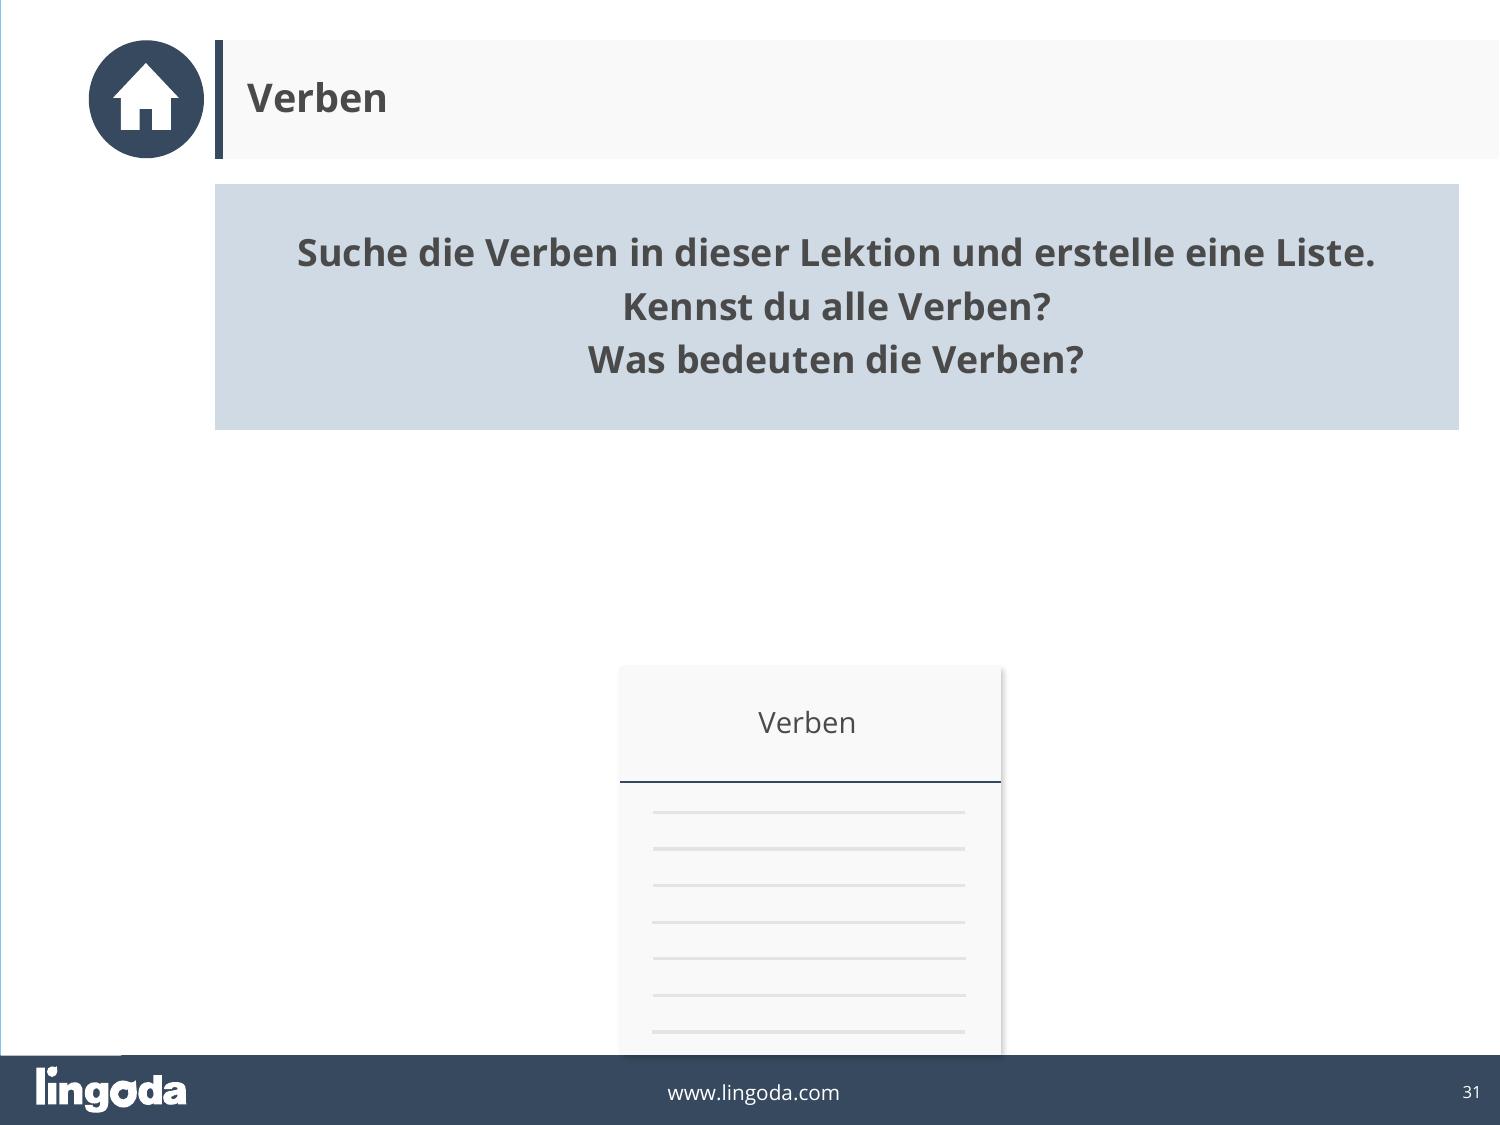 Verben
Suche die Verben in dieser Lektion und erstelle eine Liste.
Kennst du alle Verben?
Was bedeuten die Verben?
Verben
lingoda
www.lingoda.com
31